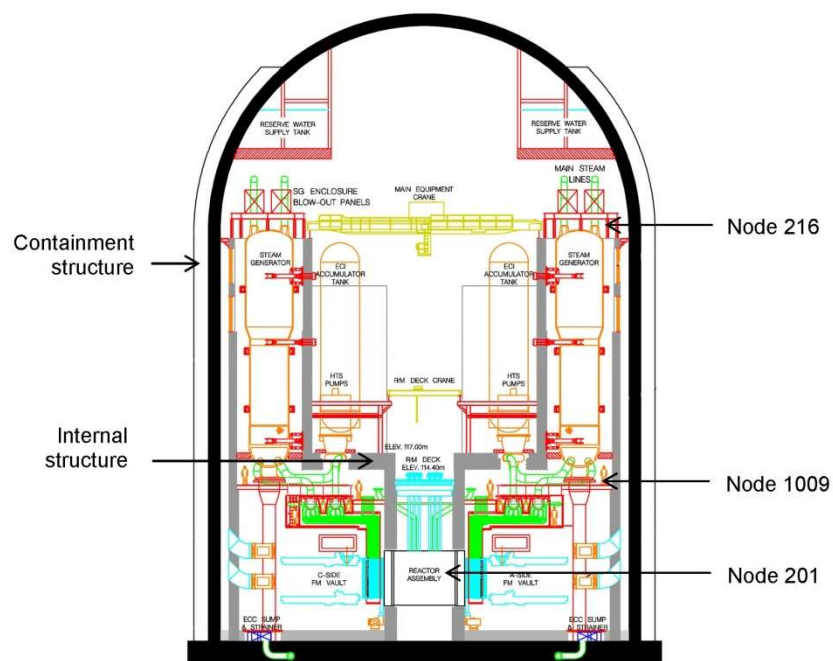 RESERVE WATER
SUPPLY TANK
RESERVE WATER
SUPPLY TANK
SG ENCLOSURE
BLOW-OUT PANELS
MAIN EQUIPMENT
CRANE
MAIN STEAM
LINES
Node 216
Containment
structure
STEAM
GENERATOR
ECI
ACCUMULATOR
TANK
ECI
ACCUMULATOR
TANK
STEAM
GENERATOR
HTS
PUMPS
R/M DECK CRANE
HTS
PUMPS
Internal
structure
ELEV. 117.00m
R/M DECK
ELEV. 114.40m
Node 1009
C-SIDE
FM VAULT
REACTOR
ASSEMBLY
A-SIDE
FM VAULT
Node 201
ECC SUMP
& STRAINER
ECC SUMP
& STRAINER